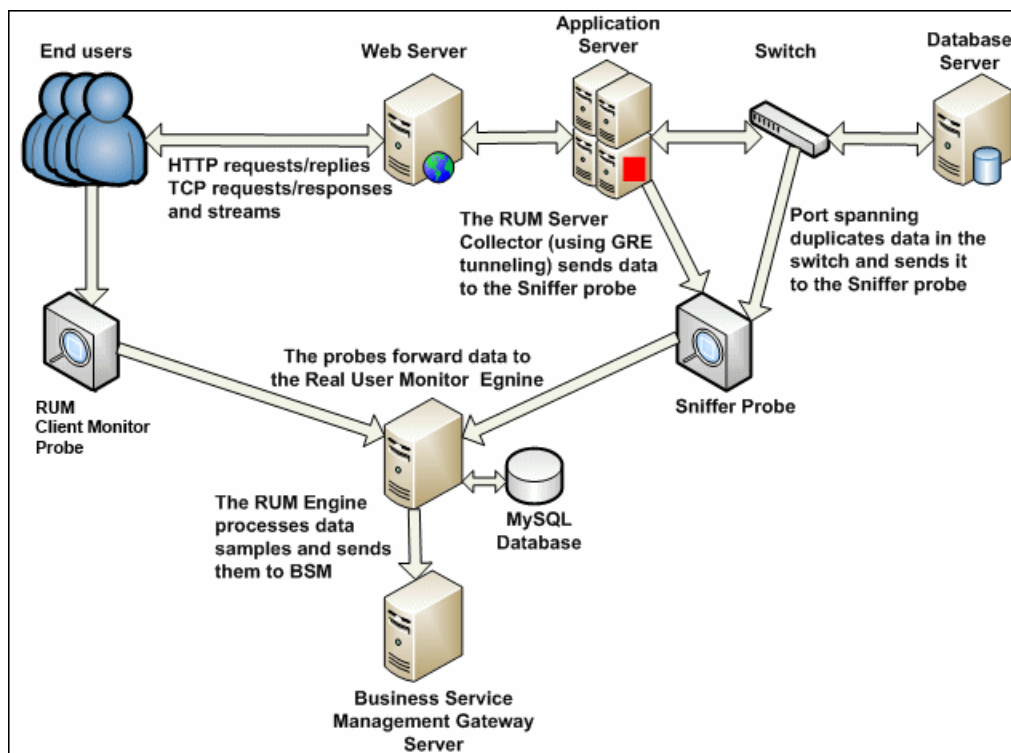 End users
Web Server
Application
Server
Switch
Database
Server
HTTP requests/replies
TCP requests/responses
and streams
The RUM Server
Collector (using GRE
tunneling) sends data
to the Sniffer probe
Port spanning
duplicates data in the
switch and sends it
to the Sniffer probe
The probes forward data to
the Real User Monitor Egnine
RUM
Client Monitor
Probe
Sniffer Probe
The RUM Engine
processes data
samples and sends
them to BSM
MySQL
Database
Business Service
Management Gateway
Server